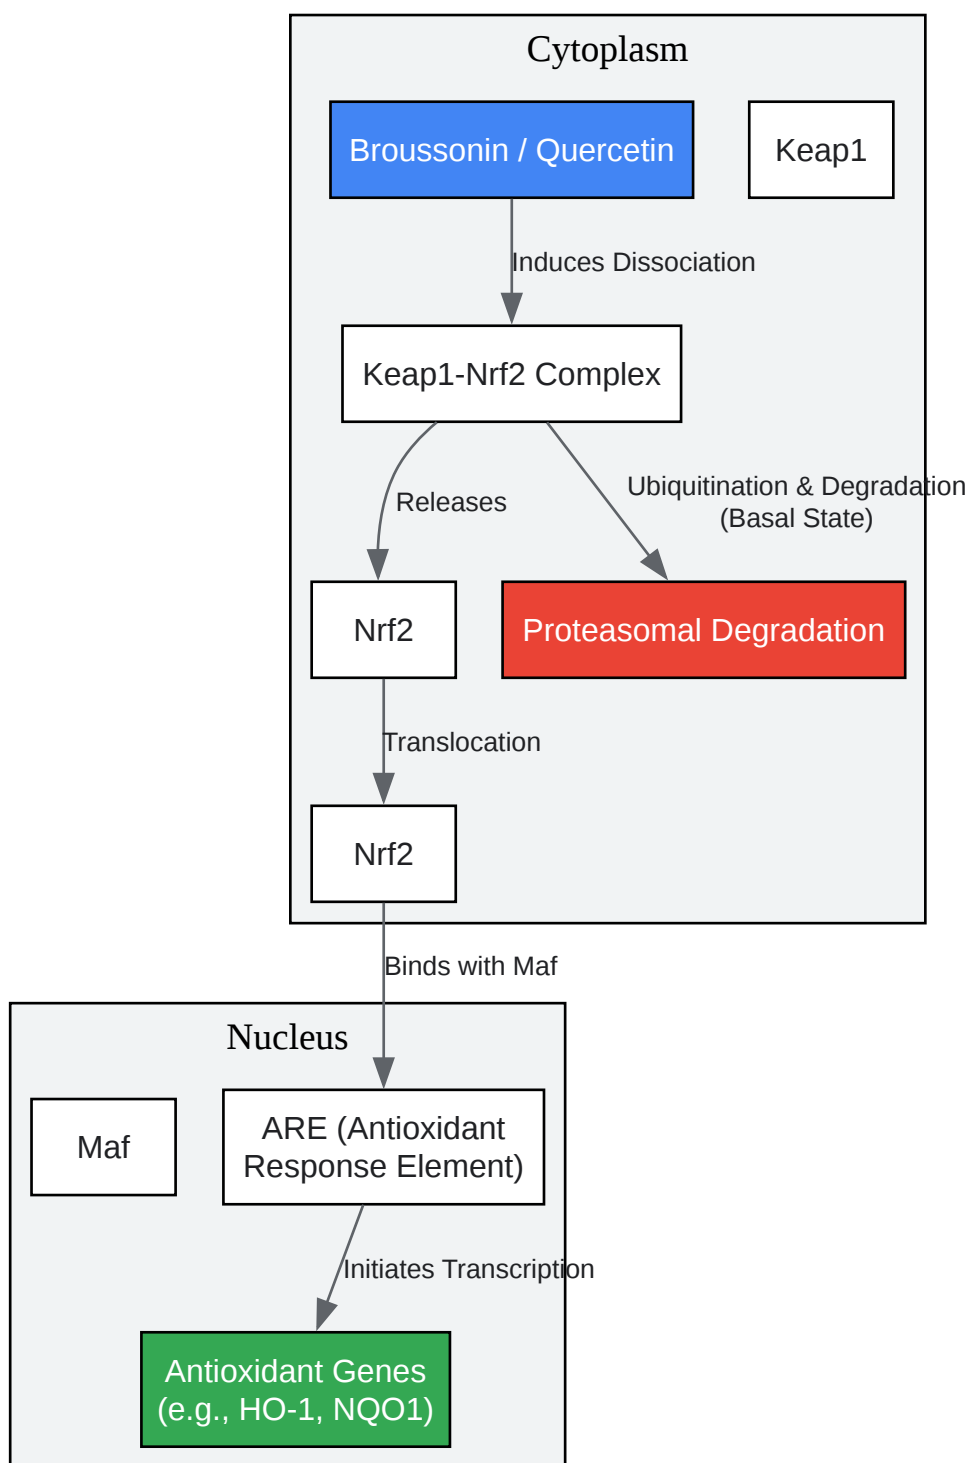 Cytoplasm
Broussonin / Quercetin
Keap1
Induces Dissociation
Keap1-Nrf2 Complex
Releases
Ubiquitination & Degradation
(Basal State)
Nrf2
Proteasomal Degradation
Translocation
Nrf2
Binds with Maf
Nucleus
Maf
ARE (Antioxidant
Response Element)
Initiates Transcription
Antioxidant Genes
(e.g., HO-1, NQO1)